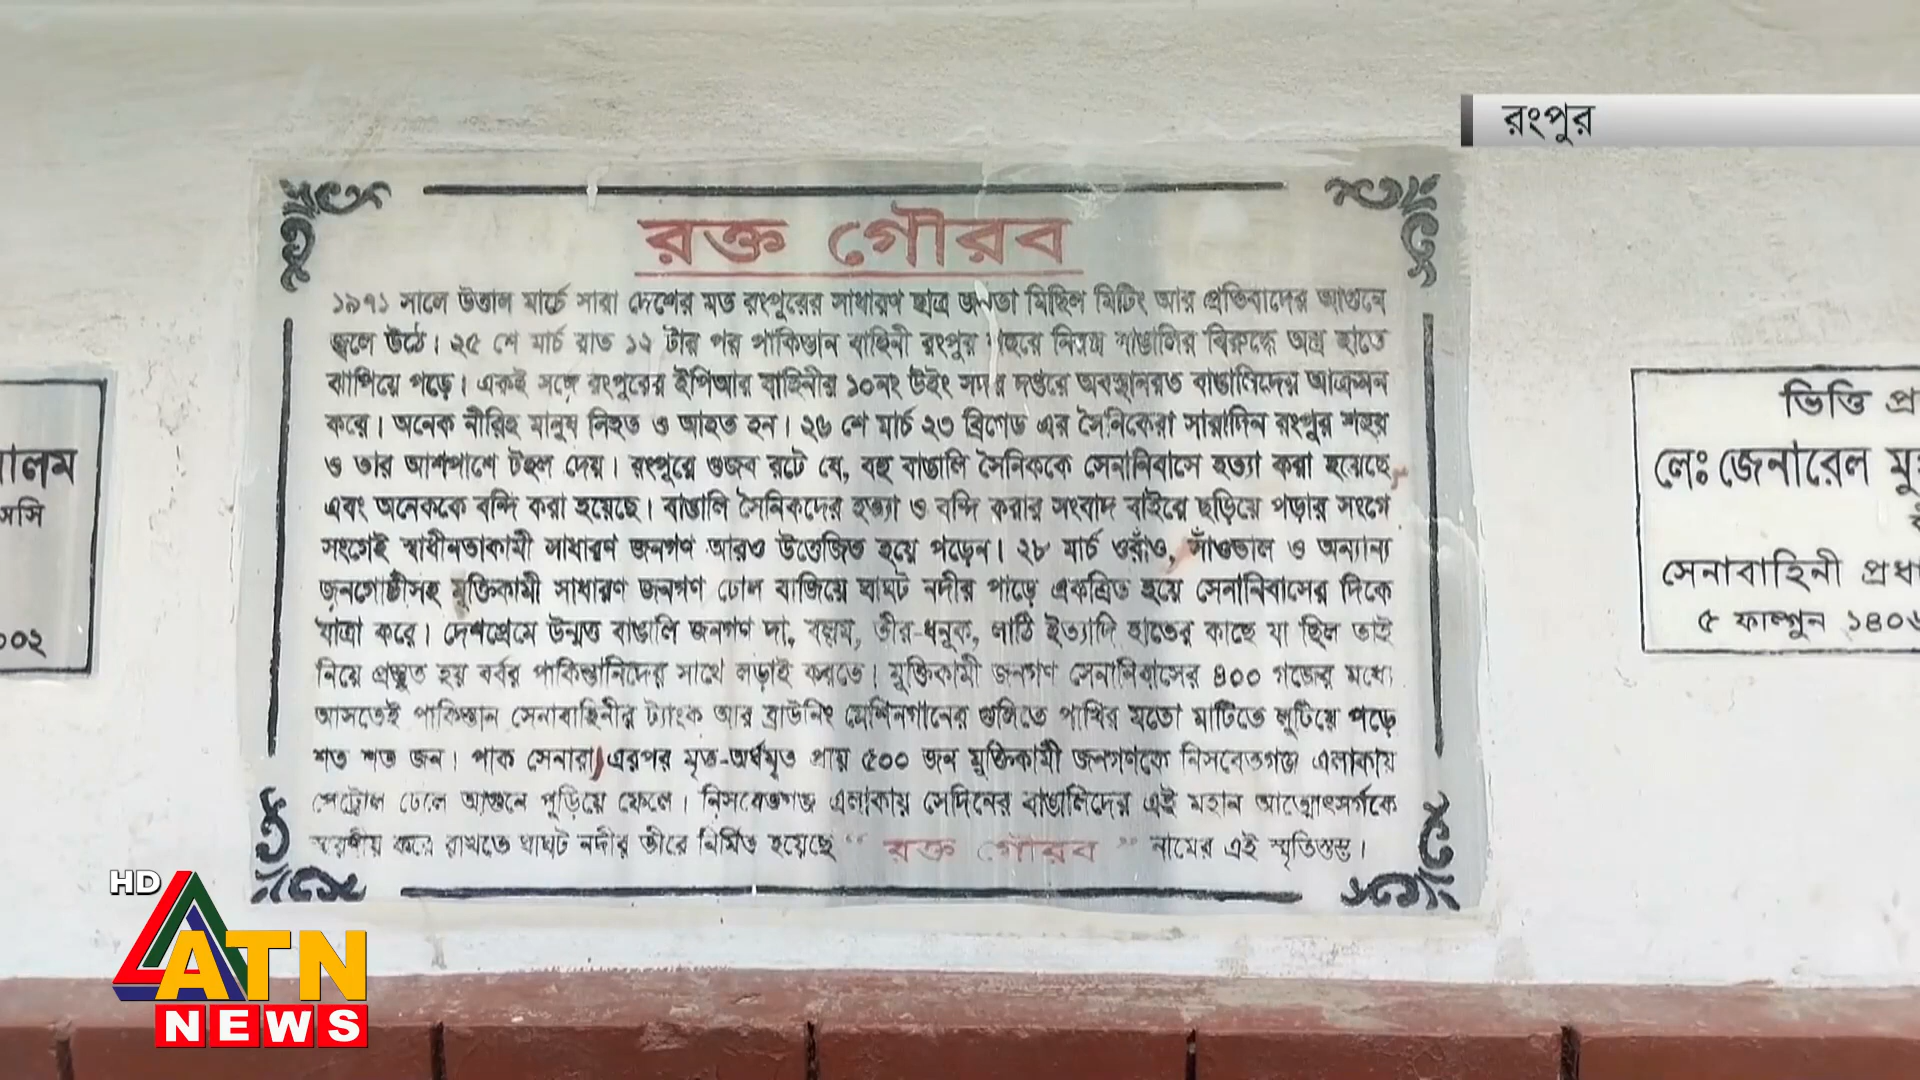 রংপুর
রক্ত গৌরব
১৯৭১ সালে উত্তাল মার্চে সারা দেশের মত রংপুরের সাধারণ ছাত্র জনতা মিছিল মিটিং আর প্রতিবাদের আগুনে
জ্বলে উঠে। ২৫ শে মার্চ রাত ১২ টার পর পাকিস্তান বাহিনী রংপুর শহরে নিরস্ত্র বাঙালির বিরুদ্ধে অস্ত্র হাতে
ঝাপিয়ে পড়ে। একই সঙ্গে রংপুরের ইপিআর বাহিনীর ১০নং উইং সদর দপ্তরে অবস্থানরত বাঙালিদের আক্রমন
করে। অনেক নীরিহ মানুষ নিহত ও আহত হন। ২৬ শে মার্চ ২৩ ব্রিগেড এর সৈনিকেরা সারাদিন রংপুর শহর
ও তার আশপাশে টহল দেয়। রংপুরে গুজব রটে যে, বহু বাঙালি সৈনিককে সেনানিবাসে হত্যা করা হয়েছে
এবং অনেককে বন্দি করা হয়েছে। বাঙালি সৈনিকদের হত্যা ও বন্দি করার সংবাদ বাইরে ছড়িয়ে পড়ার সংগে
সংগেই স্বাধীনতাকামী সাধারণ জনগণ আরও উত্তেজিত হয়ে পড়েন। ২৮ মার্চ ওরাঁও, সাঁওতাল ও অন্যান্য
জনগোষ্ঠীসহ মুক্তিকামী সাধারণ জনগণ ঢোল বাজিয়ে ঘাঘট নদীর পাড়ে একত্রিত হয়ে সেনানিবাসের দিকে
যাত্রা করে। দেশপ্রেমে উন্মত্ত বাঙালি জনগণ দা, বল্লম, তীর-ধনুক, লাঠি ইত্যাদি হাতের কাছে যা ছিল তাই
নিয়ে প্রস্তুত হয় বর্বর পাকিস্তানিদের সাথে লড়াই করতে। মুক্তিকামী জনগণ সেনানিবাসের ৪০০ গজের মধ্যে
আসতেই পাকিস্তান সেনাবাহিনীর ট্যাংক আর ব্রাউনিং মেশিনগানের গুলিতে পাখির মতো মাটিতে লুটিয়ে পড়ে
শত শত জন। পাক সেনারা এরপর মৃত-অর্ধমৃত প্রায় ৫০০ জন মুক্তিকামী জনগণকে নিসবেতগঞ্জ এলাকায়
পেট্রোল ঢেলে আগুনে পুড়িয়ে ফেলে। নিসবেতগঞ্জ এলাকায় সেদিনের বাঙালিদের এই মহান আত্মোৎসর্গকে
স্মরণীয় করে রাখতে ঘাঘট নদীর তীরে নির্মিত হয়েছে “ রক্ত গৌরব ” নামের এই স্মৃতিস্তম্ভ।
ভিত্তি
লেঃ জেনারেল
সেনাবাহিনী
৫ ফাল্গুন
HD
ATN
NEWS